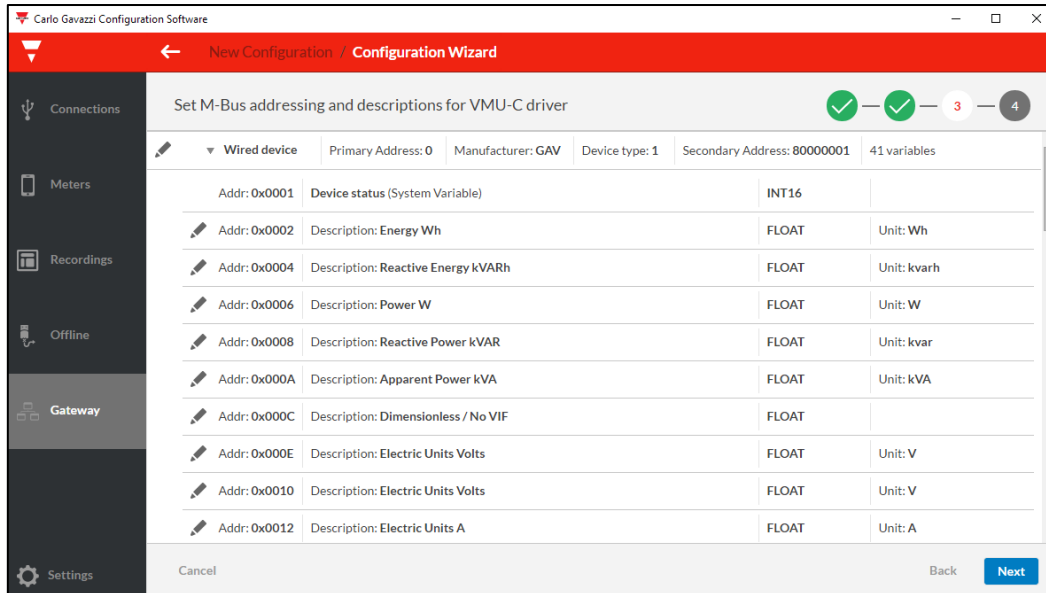 Carlo Gavazzi Configuration Software
New Configuration / Configuration Wizard
Connections
Meters
Recordings
Offline
Gateway
Settings
Set M-Bus addressing and descriptions for VMU-C driver 3 4
Wired device Primary Address: 0 Manufacturer: GAV Device type: 1 Secondary Address: 80000001 41 variables
Addr: 0x0001 Device status (System Variable) INT16
Addr: 0x0002 Description: Energy Wh FLOAT Unit: Wh
Addr: 0x0004 Description: Reactive Energy kVARh FLOAT Unit: kvarh
Addr: 0x0006 Description: Power W FLOAT Unit: W
Addr: 0x0008 Description: Reactive Power kVAR FLOAT Unit: kvar
Addr: 0x000A Description: Apparent Power kVA FLOAT Unit: kVA
Addr: 0x000C Description: Dimensionless / No VIF FLOAT
Addr: 0x000E Description: Electric Units Volts FLOAT Unit: V
Addr: 0x0010 Description: Electric Units Volts FLOAT Unit: V
Addr: 0x0012 Description: Electric Units A FLOAT Unit: A
Cancel Back Next